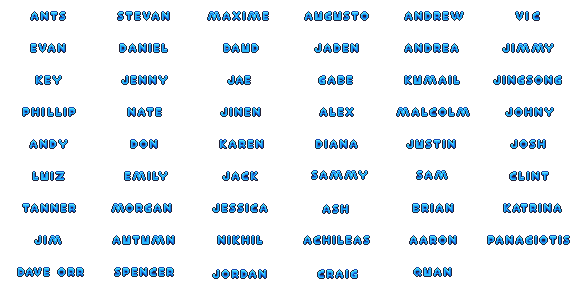 ANTS STEVAN MAXIME AUGUSTO ANDREW VIC
EVAN DANIEL DAUD JADEN ANDREA JIMMY
KEY JENNY JAE GABE KUMAIL JINGSONG
PHILLIP NATE JINEN ALEX MALCOLM JOHNY
ANDY DON KAREN DIANA JUSTIN JOSH
LUIZ EMILY JACK SAMMY SAM CLINT
TANNER MORGAN JESSICA ASH BRIAN KATRINA
JIM AUTUMN NIKHIL ACHILEAS AARON PANAGIOTIS
DAVE ORR SPENCER JORDAN CRAIG QUAN